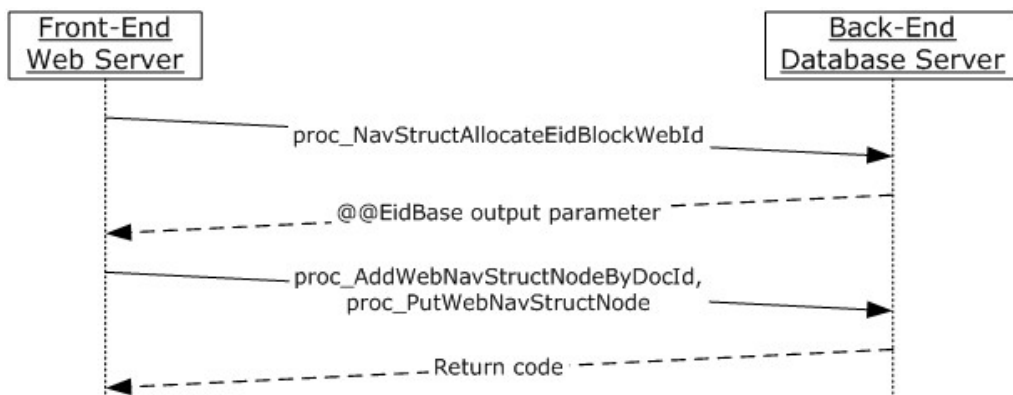 Front-End
Web Server
Back-End
Database Server
proc_NavStructAllocateEidBlockWebId
@@EidBase output parameter
proc_AddWebNavStructNodeByDocId,
proc_PutWebNavStructNode
Return code